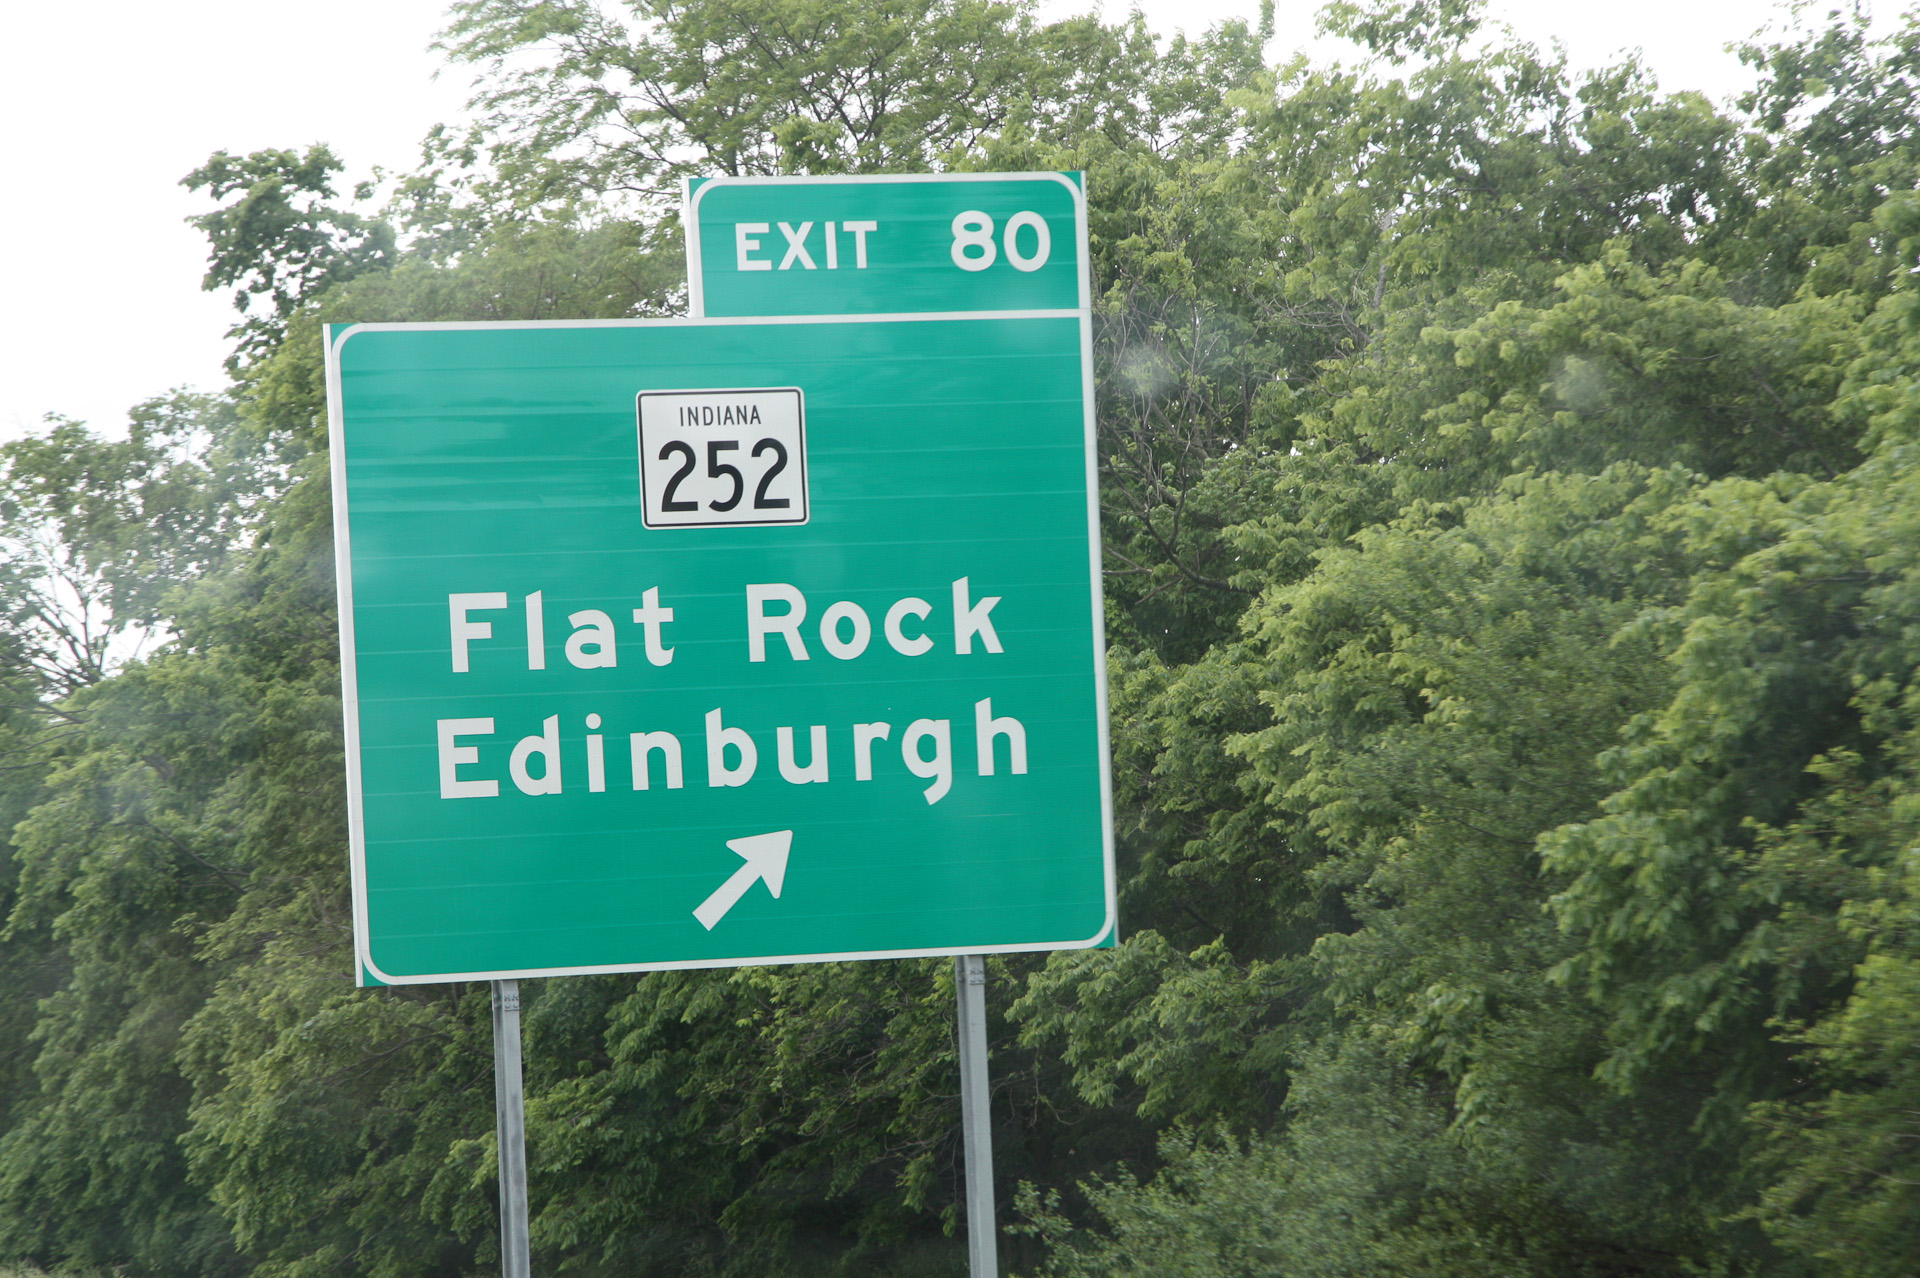 EXIT 80
INDIANA
252
Flat Rock
Edinburgh